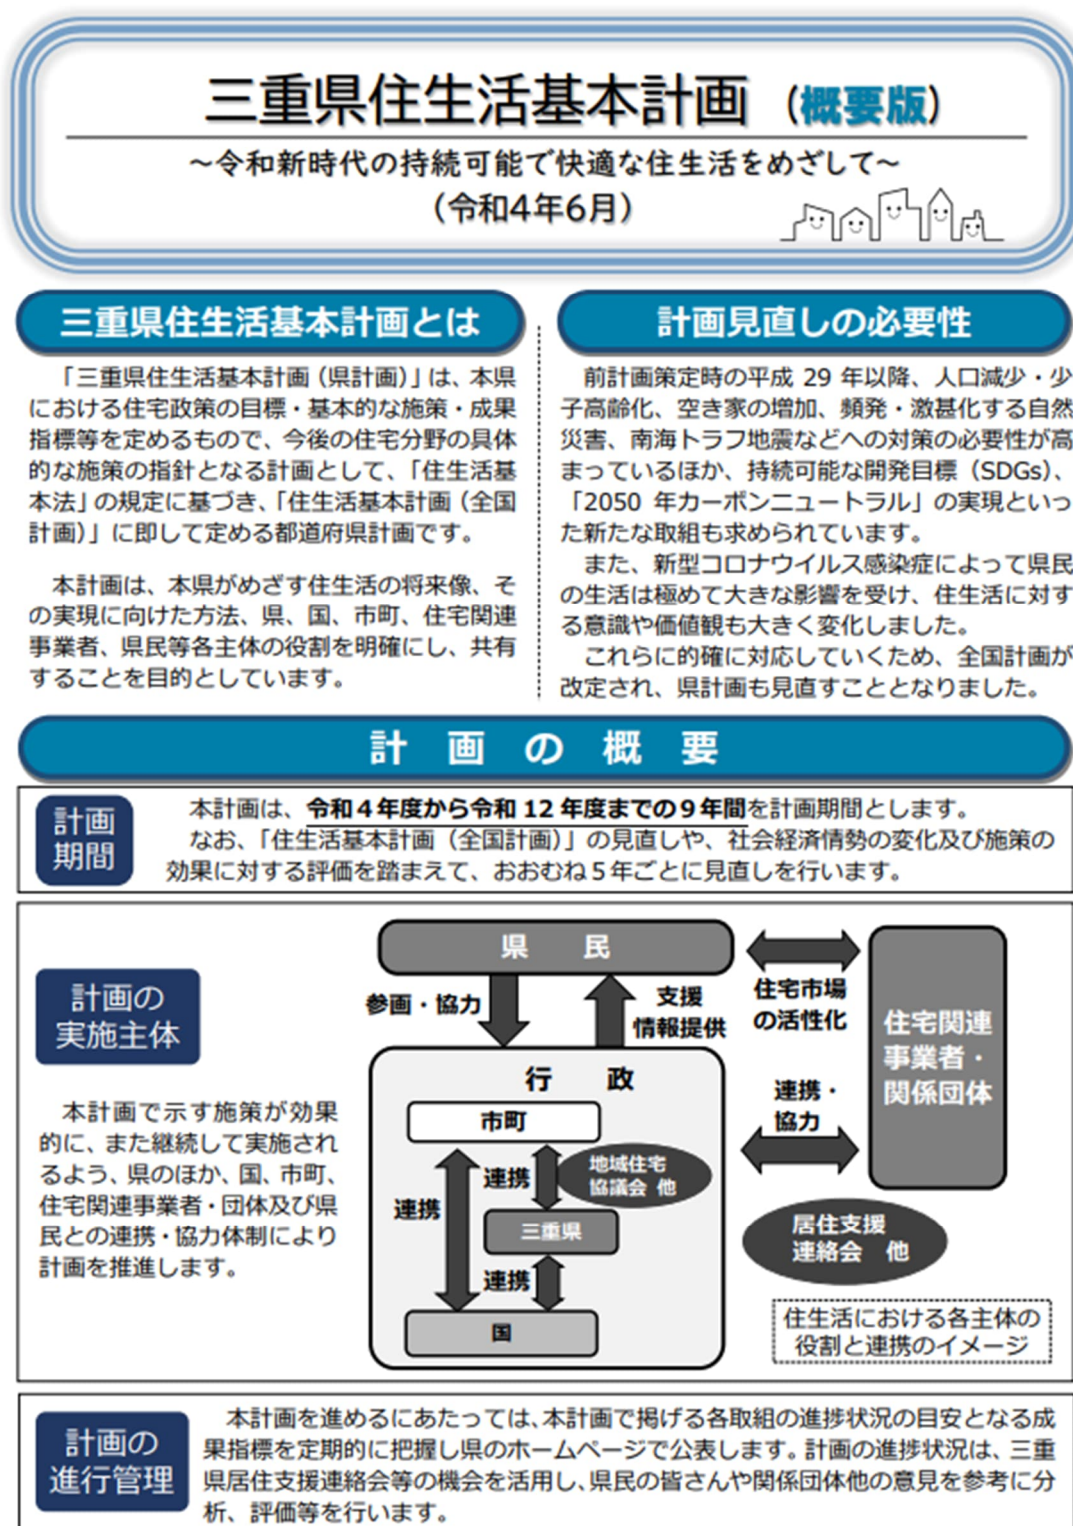 三重県住生活基本計画（概要版）
～令和新時代の持続可能で快適な住生活をめざして～
（令和4年6月）
三重県住生活基本計画とは
「三重県住生活基本計画（県計画）」は、本県
における住宅政策の目標・基本的な施策・成果
指標等を定めるもので、今後の住宅分野の具体
的な施策の指針となる計画として、「住生活基
本法」の規定に基づき、「住生活基本計画（全国
計画）」に即して定める都道府県計画です。
本計画は、本県がめざす住生活の将来像、そ
の実現に向けた方法、県、国、市町、住宅関連
事業者、県民等各主体の役割を明確にし、共有
することを目的としています。
計画見直しの必要性
前計画策定時の平成 29 年以降、人口減少・少
子高齢化、空き家の増加、頻発・激甚化する自然
災害、南海トラフ地震などへの対策の必要性が高
まっているほか、持続可能な開発目標（SDGs）、
「2050 年カーボンニュートラル」の実現といっ
た新たな取組も求められています。
また、新型コロナウイルス感染症によって県民
の生活は極めて大きな影響を受け、住生活に対す
る意識や価値観も大きく変化しました。
これらに的確に対応していくため、全国計画が
改定され、県計画も見直すこととなりました。
計 画 の 概 要
計画
期間
本計画は、令和４年度から令和 12 年度までの９年間を計画期間とします。
なお、「住生活基本計画（全国計画）」の見直しや、社会経済情勢の変化及び施策の
効果に対する評価を踏まえて、おおむね５年ごとに見直しを行います。
計画の
実施主体
本計画で示す施策が効果
的に、また継続して実施され
るよう、県のほか、国、市町、
住宅関連事業者・団体及び県
民との連携・協力体制により
計画を推進します。
県 民
参画・協力
支援
情報提供
住宅市場
の活性化
住宅関連
事業者・
関係団体
行 政
市町
連携
連携
地域住宅
協議会 他
三重県
連携
国
連携・
協力
居住支援
連絡会 他
住生活における各主体の
役割と連携のイメージ
計画の
進行管理
本計画を進めるにあたっては、本計画で掲げる各取組の進捗状況の目安となる成
果指標を定期的に把握し県のホームページで公表します。計画の進捗状況は、三重
県居住支援連絡会等の機会を活用し、県民の皆さんや関係団体他の意見を参考に分
析、評価等を行います。